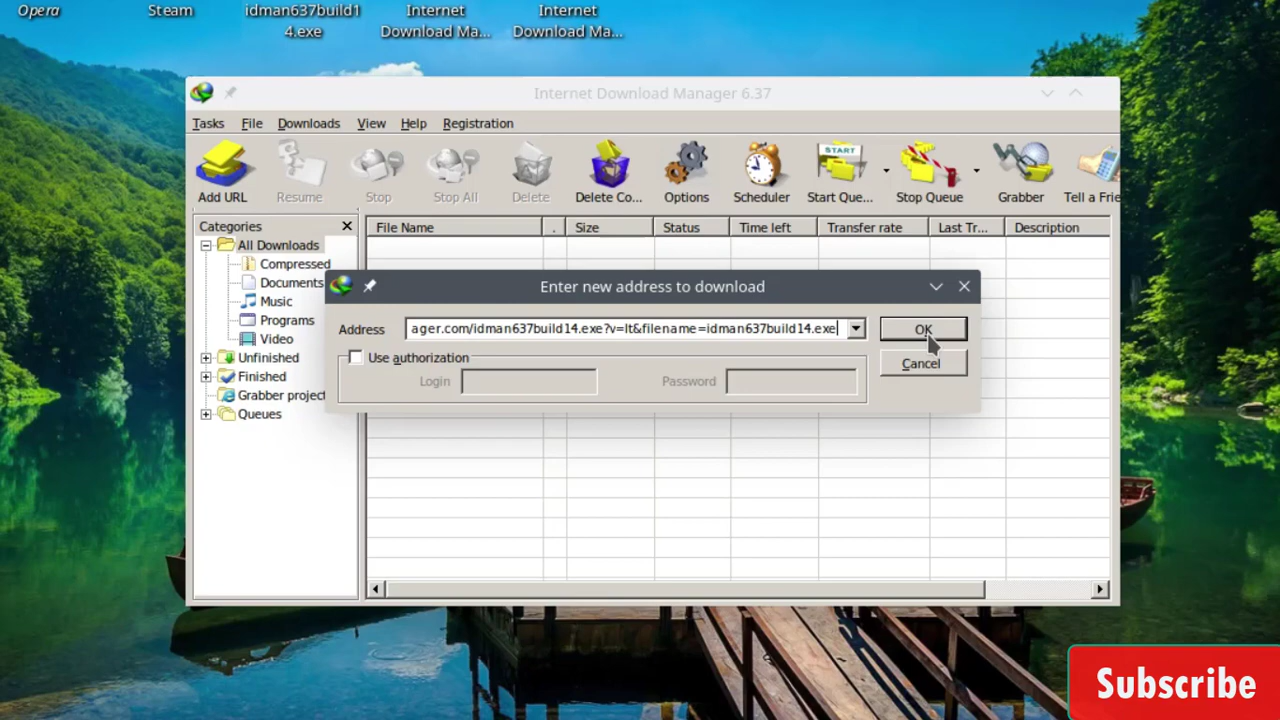 Opera
Steam
idman637build1
4.exe
Internet
Download Ma...
Internet
Download Ma...
Internet Download Manager 6.37
Tasks File Downloads View Help Registration
Add URL Resume Stop Stop All Delete Delete Co... Options Scheduler Start Que... Stop Queue Grabber Tell a Frie
START
Categories
File Name . Size Status Time left Transfer rate Last Tr... Description
All Downloads
Compressed
Documents
Music
Programs
Video
Unfinished
Finished
Grabber project
Queues
Enter new address to download
Address ager.com/idman637build14.exe?v=lt&filename=idman637build14.exe OK
Use authorization
Cancel
Login Password
Subscribe